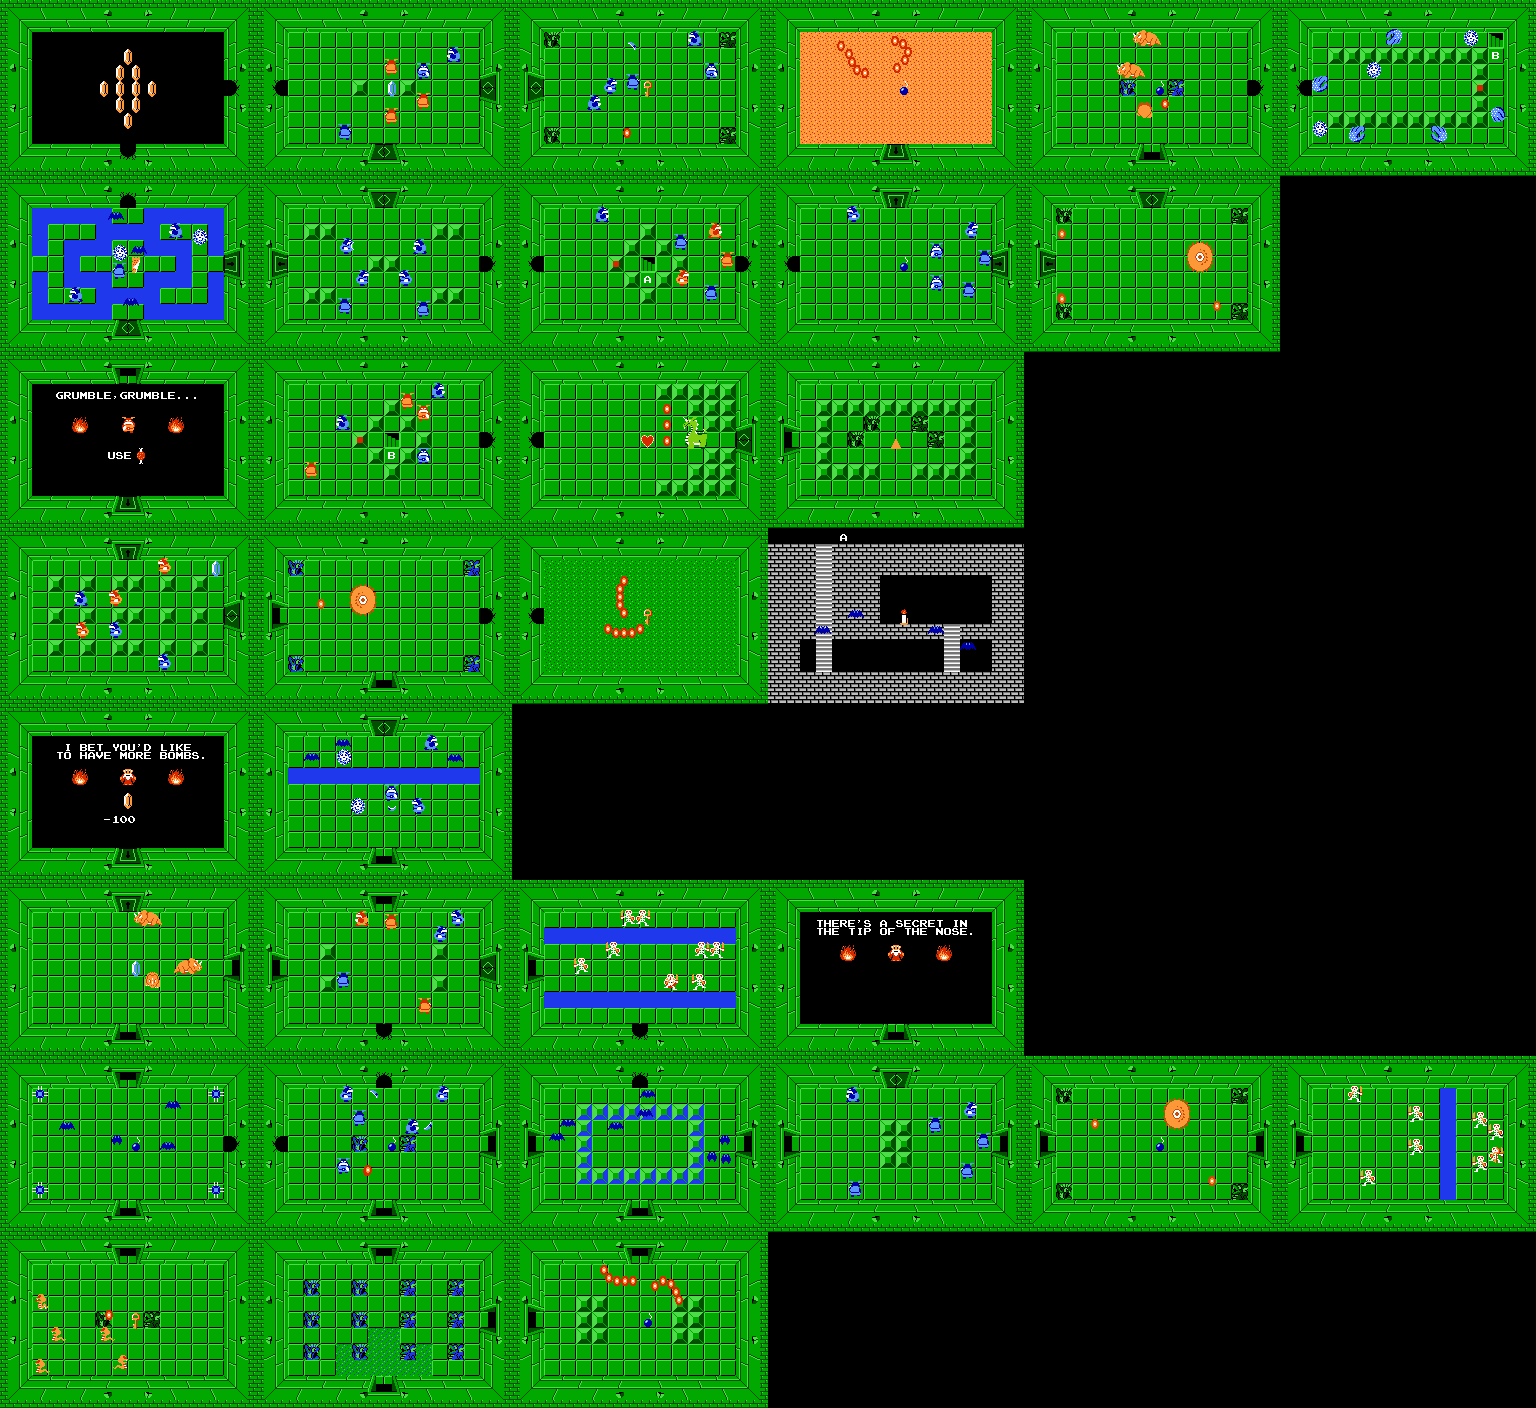 B
A
GRUMBLE,GRUMBLE...
USE
B
A
I BET YOU'D LIKE
TO HAVE MORE BOMBS.
-100
THERE'S A SECRET IN
THE TIP OF THE NOSE.